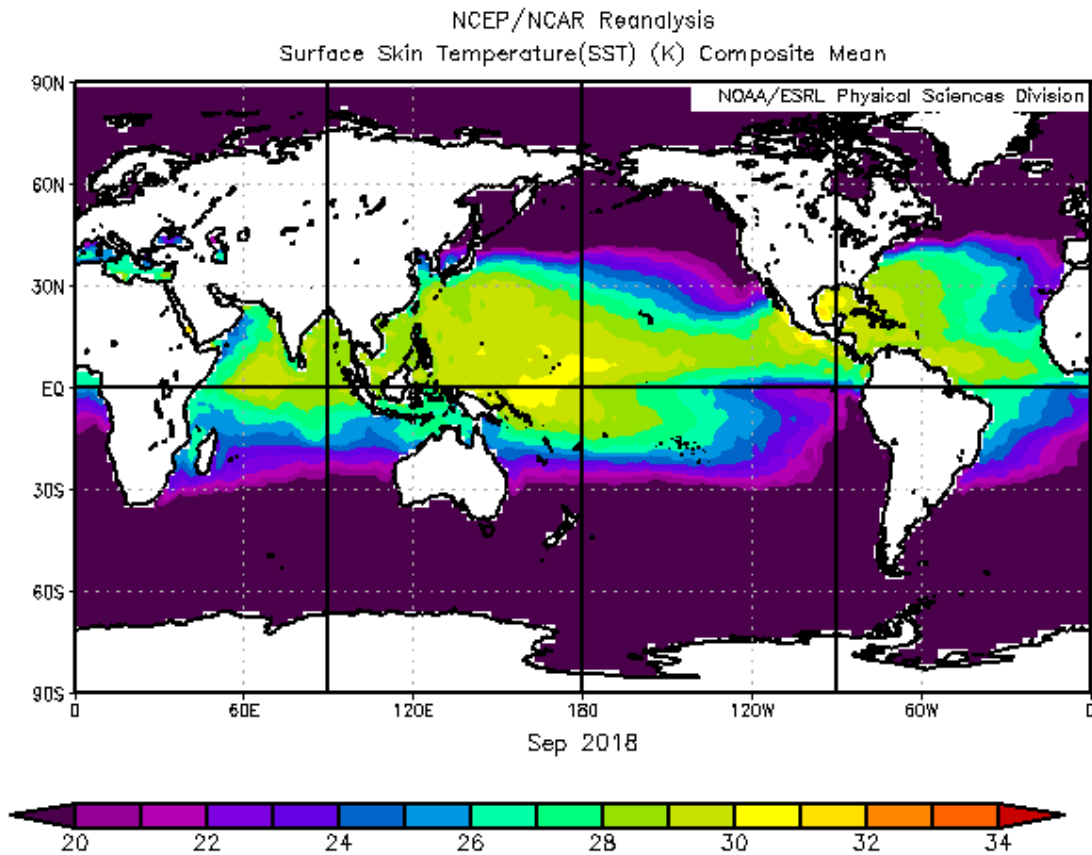 NCEP/NCAR Reanalysis
Surface Skin Temperature(SST) (K) Composite Mean
NOAA/ESRL Physical Sciences Division
90N
60N
30N
EQ
30S
60S
90S
0 60E 120E 180 120W 60W 0
Sep 2018
20 22 24 26 28 30 32 34